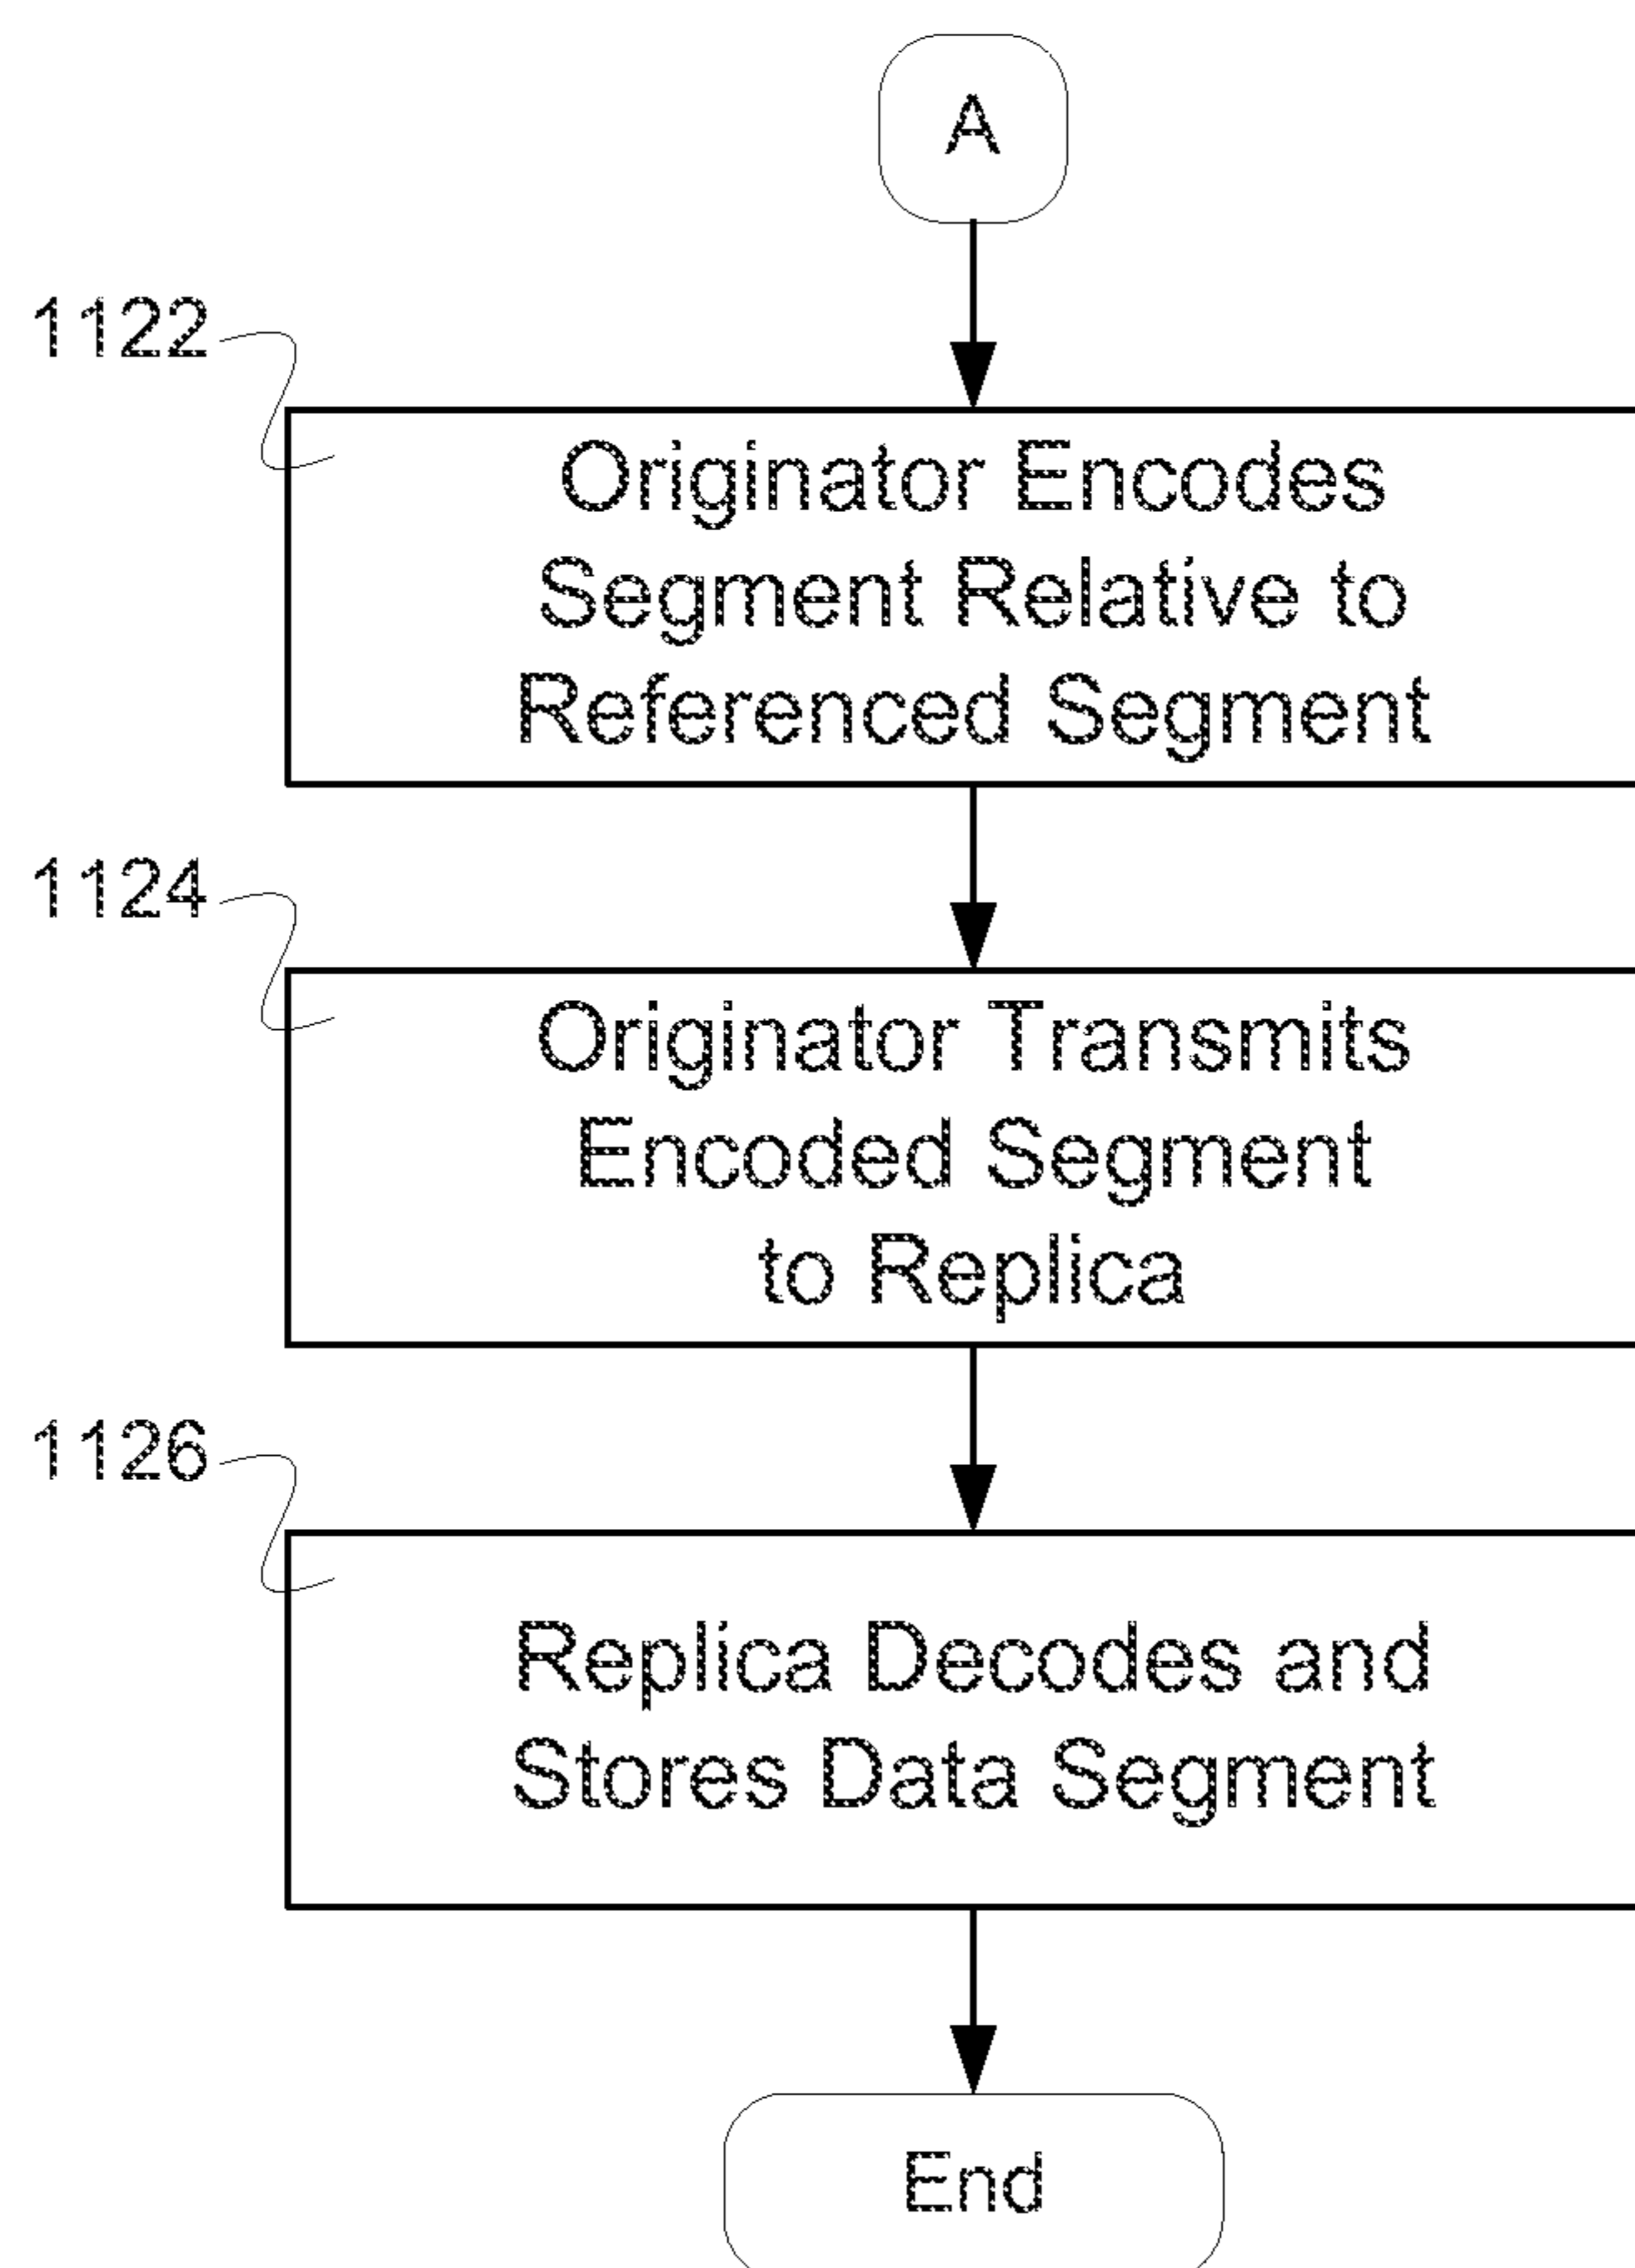 A
1122
Originator Encodes
Segment Relative to
Referenced Segment
1124
Originator Transmits
Encoded Segment
to Replica
1126
Replica Decodes and
Stores Data Segment
End